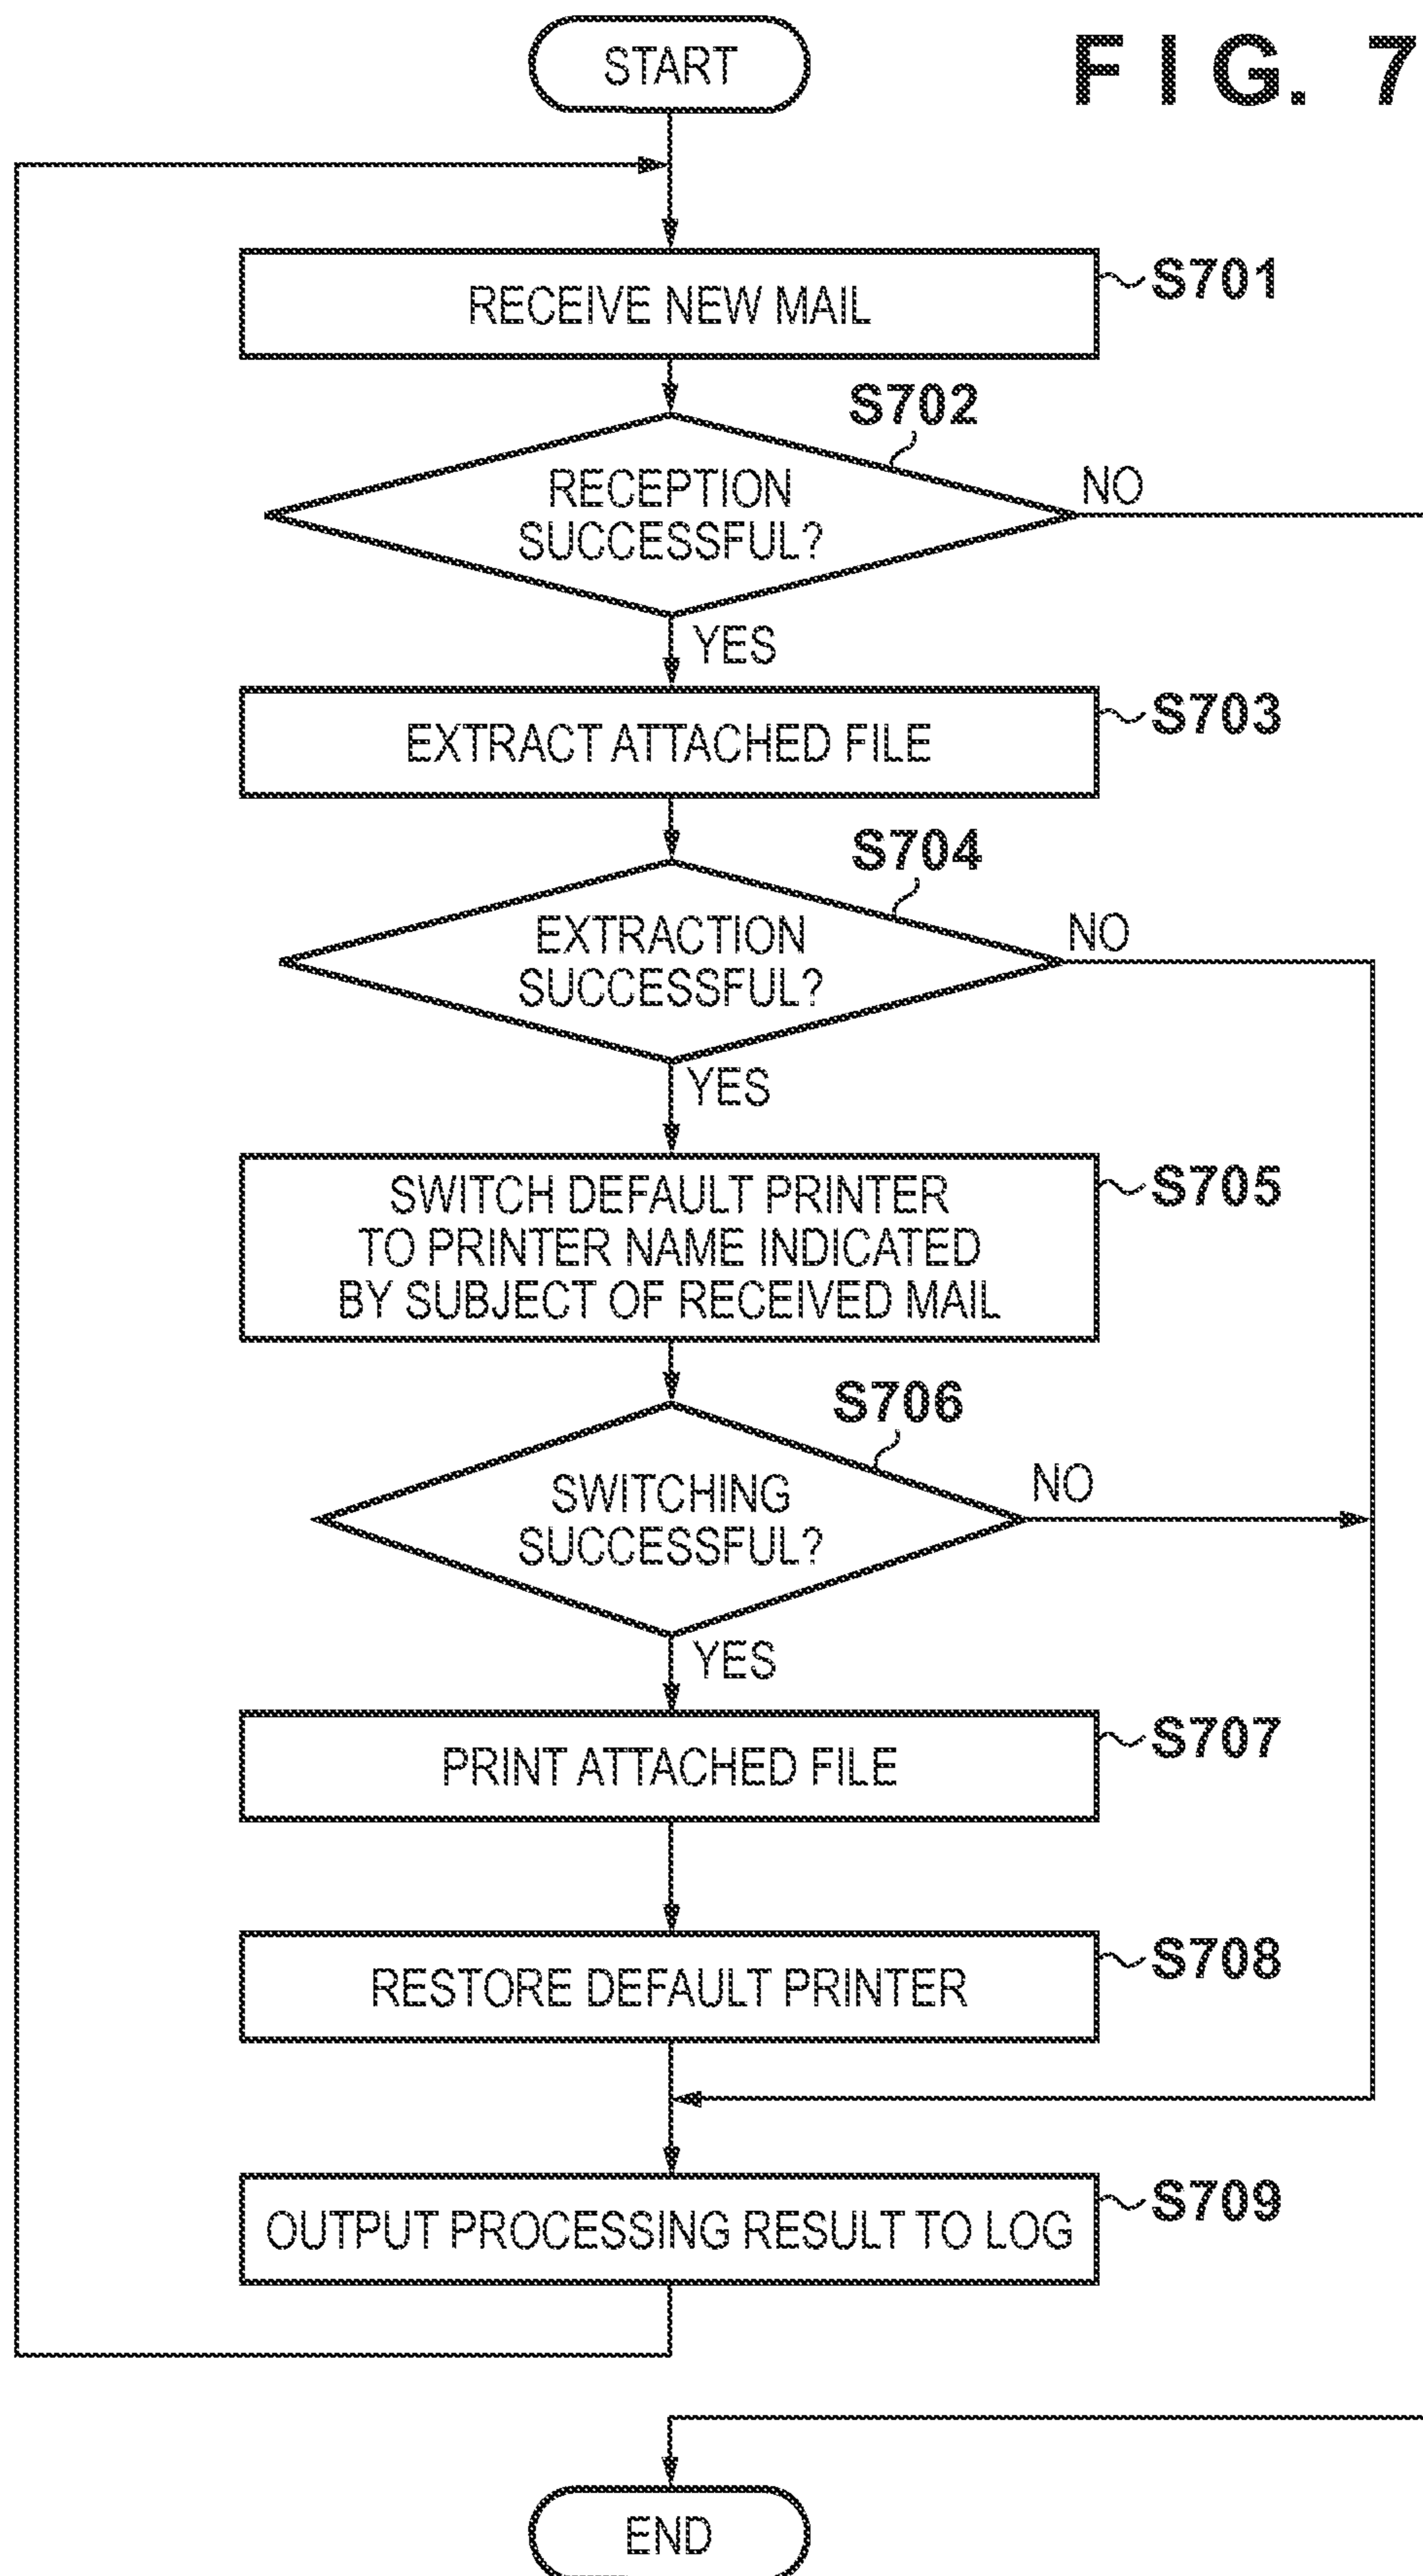 START
F I G. 7
RECEIVE NEW MAIL
S701
S702
RECEPTION
SUCCESSFUL?
NO
YES
EXTRACT ATTACHED FILE
S703
S704
EXTRACTION
SUCCESSFUL?
NO
YES
SWITCH DEFAULT PRINTER
TO PRINTER NAME INDICATED
BY SUBJECT OF RECEIVED MAIL
S705
S706
SWITCHING
SUCCESSFUL?
NO
YES
PRINT ATTACHED FILE
S707
RESTORE DEFAULT PRINTER
S708
OUTPUT PROCESSING RESULT TO LOG
S709
END